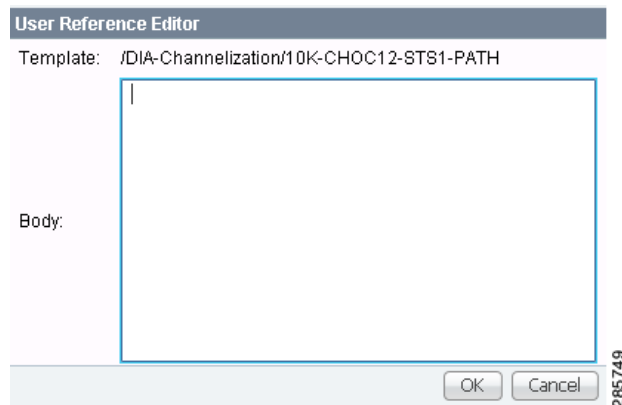 User Reference Editor
Template: /DIA-Channelization/10K-CHOC12-STS1-PATH
Body:
OK Cancel
285749